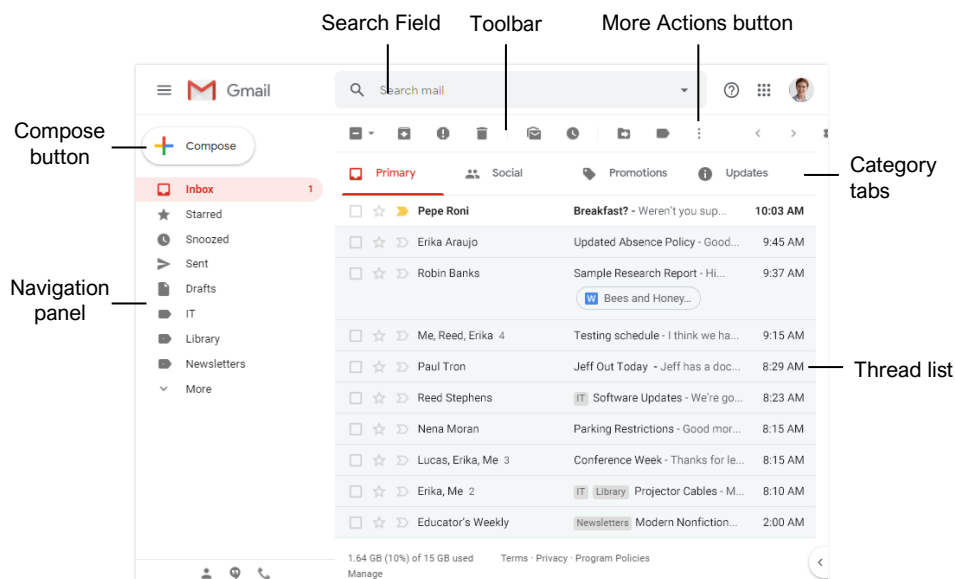 Search Field Toolbar More Actions button
Gmail Search mail
Compose button
Compose
Category tabs
Primary Social Promotions Updates
Inbox 1
Starred
Snoozed
Sent
Drafts
IT
Library
Newsletters
More
Navigation panel
Pepe Roni Breakfast? - Weren't you sup... 10:03 AM
Erika Araujo Updated Absence Policy - Good... 9:45 AM
Robin Banks Sample Research Report - Hi... 9:37 AM
W Bees and Honey...
Me, Reed, Erika 4 Testing schedule - I think we ha... 9:15 AM
Paul Tron Jeff Out Today - Jeff has a doc... 8:29 AM
Thread list
Reed Stephens IT Software Updates - We're go... 8:23 AM
Nena Moran Parking Restrictions - Good mor... 8:15 AM
Lucas, Erika, Me 3 Conference Week - Thanks for le... 8:15 AM
Erika, Me 2 IT Library Projector Cables - M... 8:10 AM
Educator's Weekly Newsletters Modern Nonfiction... 2:00 AM
1.64 GB (10%) of 15 GB used Terms · Privacy · Program Policies
Manage